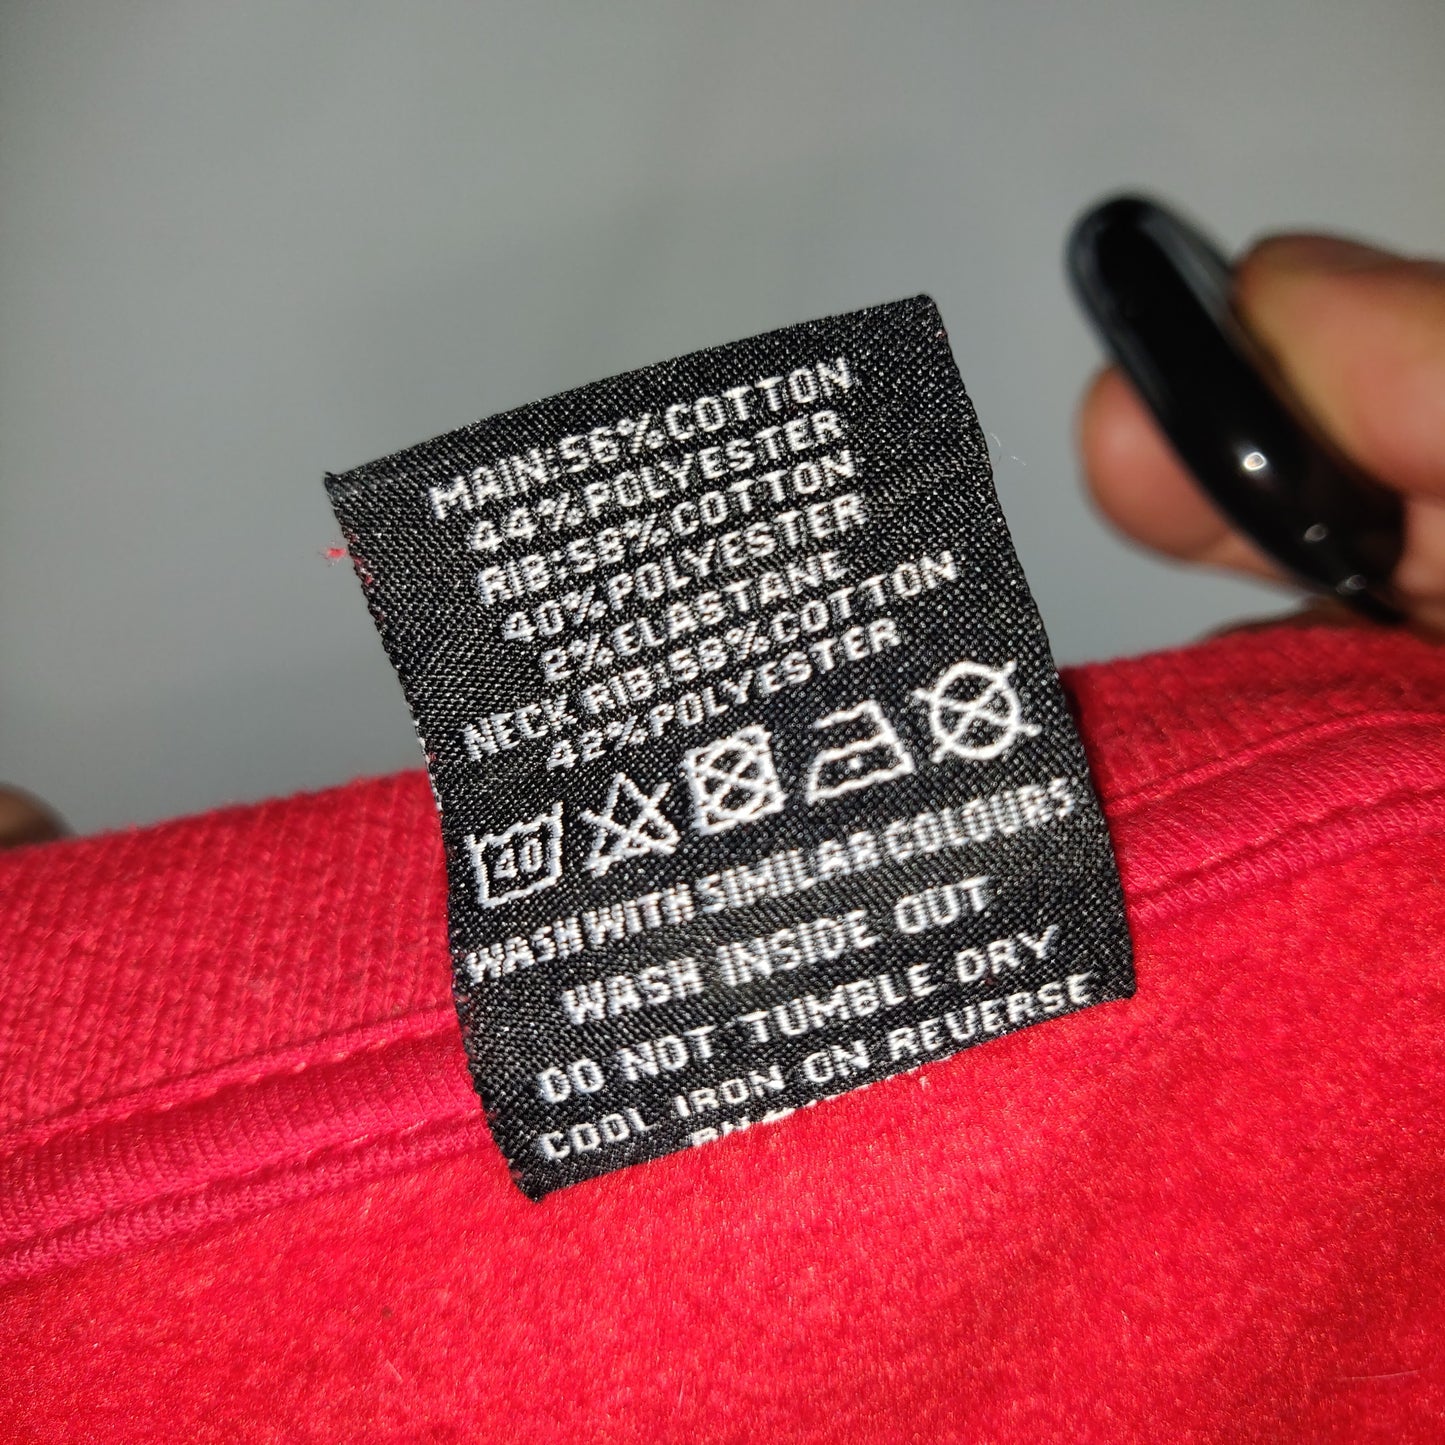 MAIN:56%COTTON
44%POLYESTER
RIB:58%COTTON
40%POLYESTER
2%ELASTANE
NECK RIB:58%COTTON
42%POLYESTER
40
WASH WITH SIMILAR COLOURS
WASH INSIDE OUT
DO NOT TUMBLE DRY
COOL IRON ON REVERSE